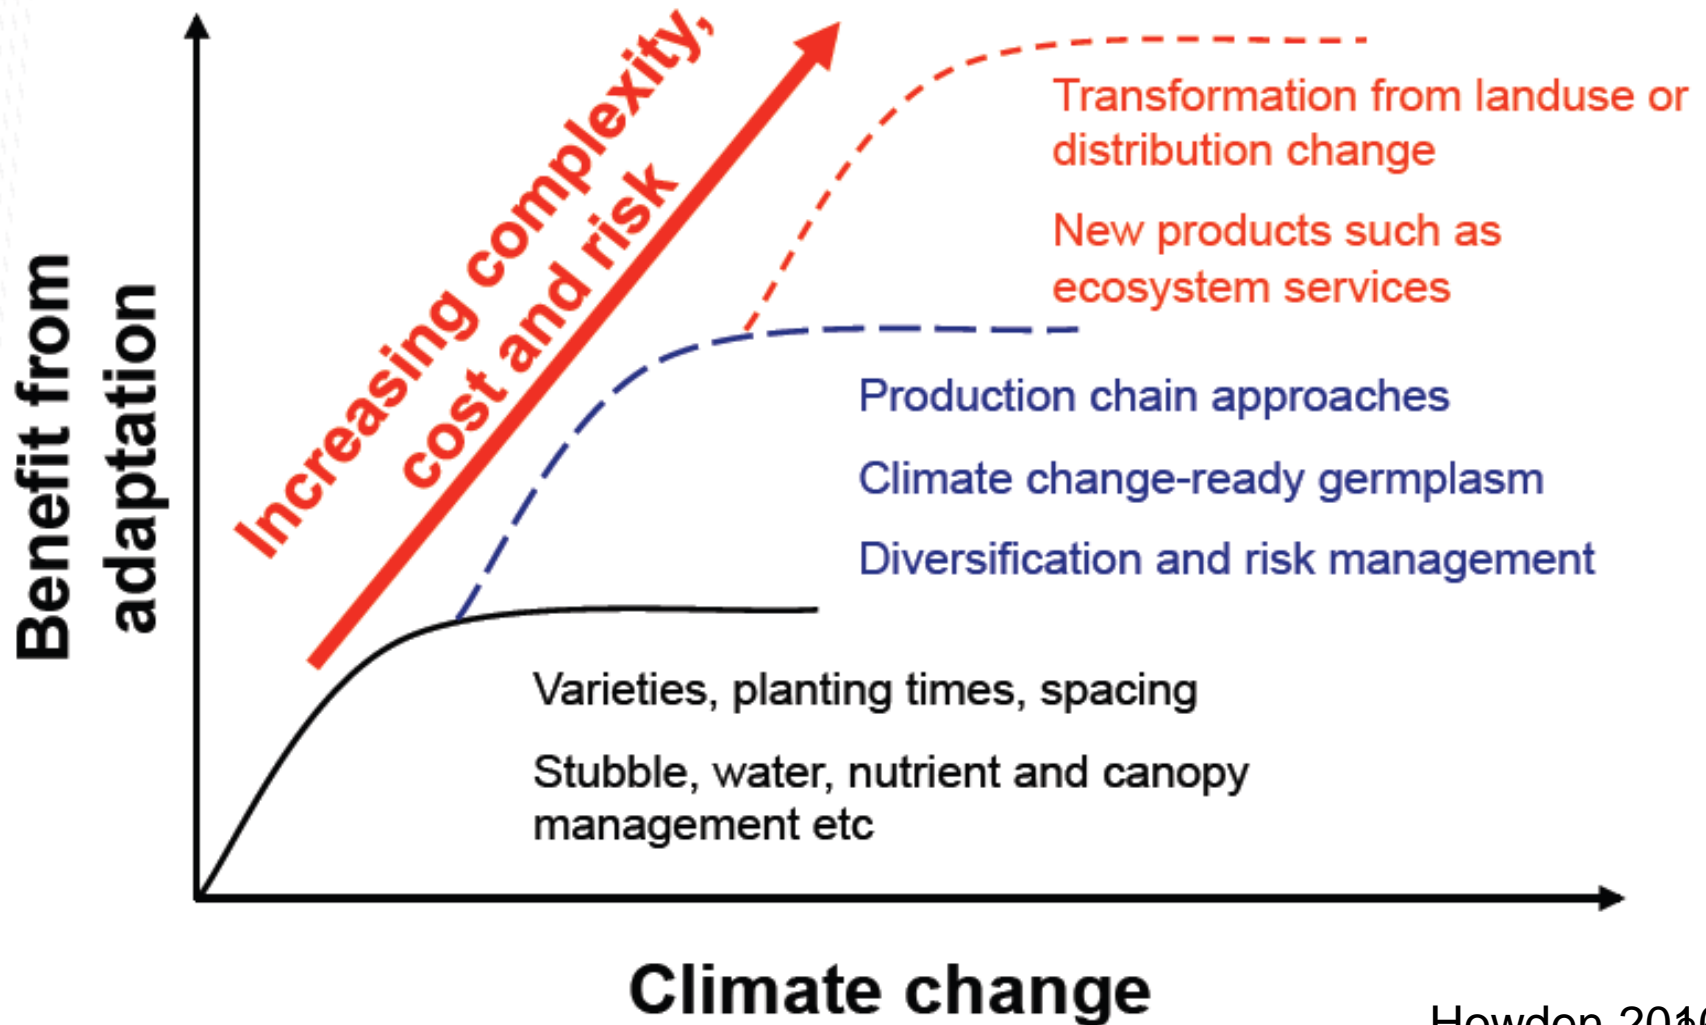 Increasing complexity,
cost and risk
Transformation from landuse or
distribution change
New products such as
ecosystem services
Benefit from
adaptation
Production chain approaches
Climate change-ready germplasm
Diversification and risk management
Varieties, planting times, spacing
Stubble, water, nutrient and canopy
management etc
Climate change
Howden